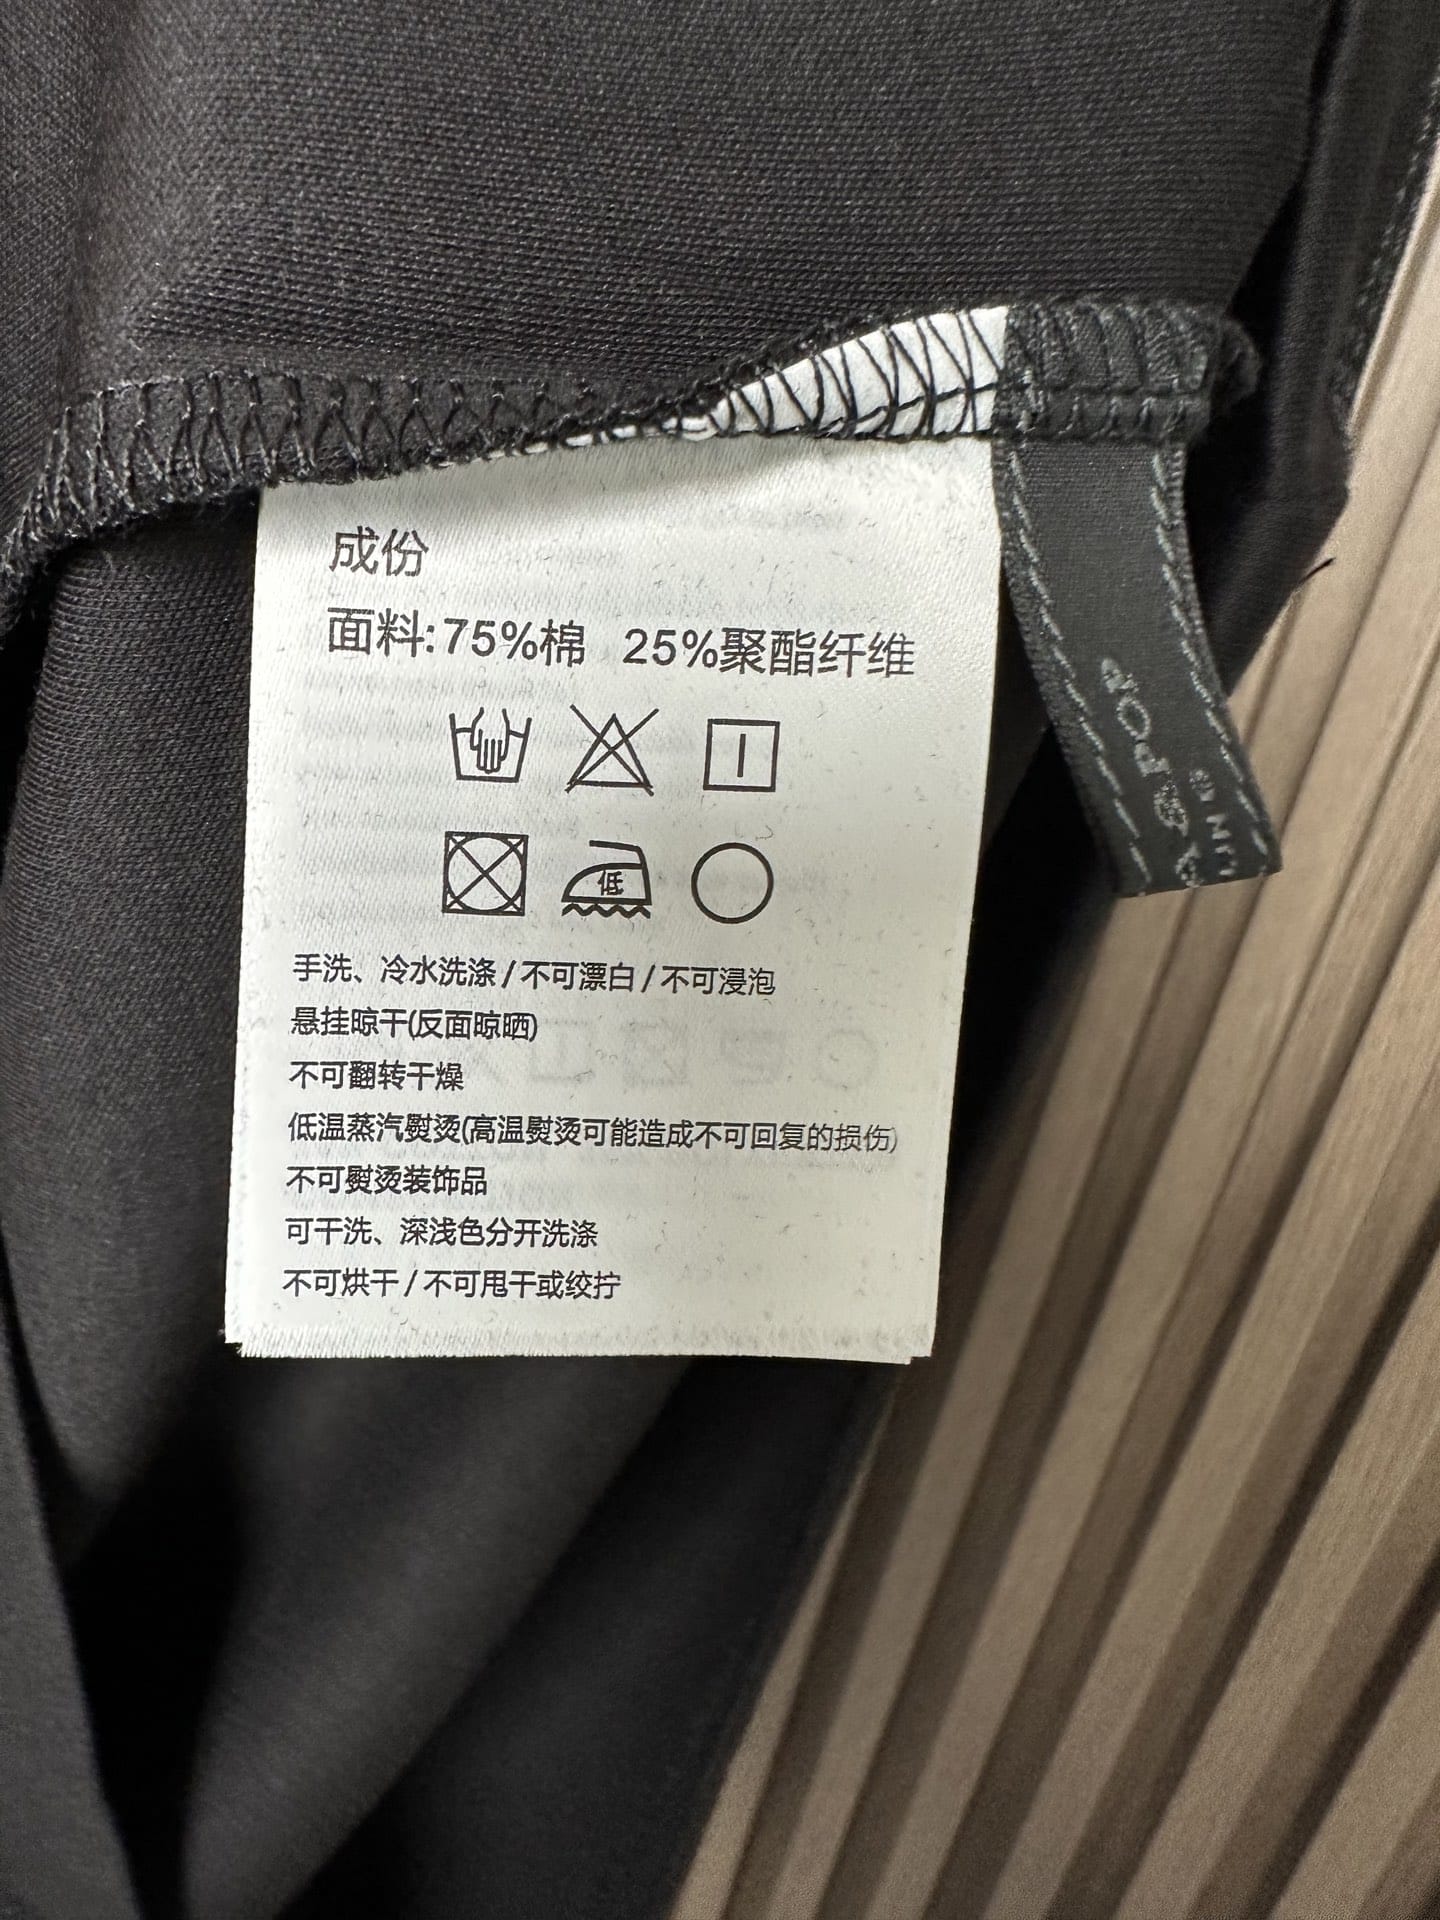 成份
面料:75%棉 25%聚酯纤维
低
手洗、冷水洗涤 / 不可漂白 / 不可浸泡
悬挂晾干(反面晾晒)
不可翻转干燥
低温蒸汽熨烫(高温熨烫可能造成不可回复的损伤)
不可熨烫装饰品
可干洗、深浅色分开洗涤
不可烘干 / 不可甩干或绞拧
POP